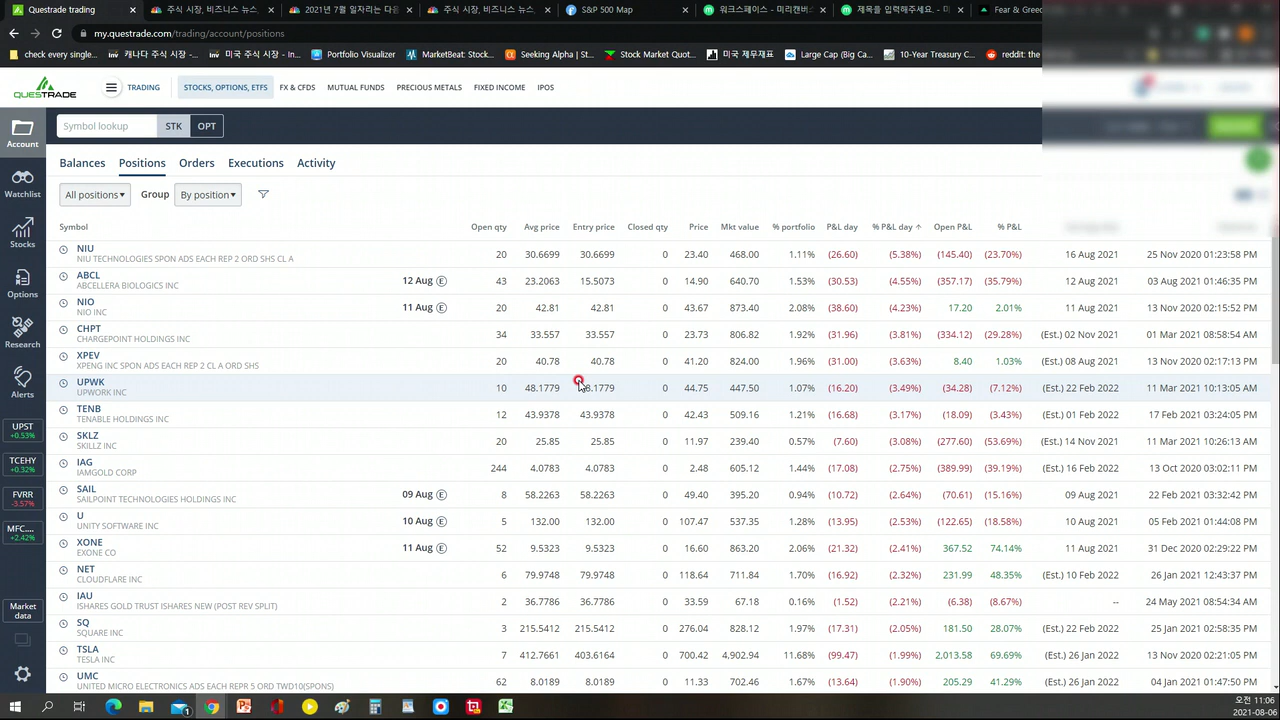 Questrade trading
주식 시장, 비즈니스 뉴스,
2021년 7월 일자리는 다음
주식 시장, 비즈니스 뉴스,
S&P 500 Map
워크스페이스 - 미리캔버스
제목을 입력해주세요. - 미
Fear & Greed
my.questrade.com/trading/account/positions
check every single...
캐나다 주식 시장 -...
미국 주식 시장 - In...
Portfolio Visualizer
MarketBeat: Stock...
Seeking Alpha | St...
Stock Market Quot...
미국 재무제표
Large Cap (Big Ca...
10-Year Treasury C...
reddit: the
QUESTRADE
TRADING
STOCKS, OPTIONS, ETFS
FX & CFDS
MUTUAL FUNDS
PRECIOUS METALS
FIXED INCOME
IPOS
Account
Symbol lookup STK OPT
Balances Positions Orders Executions Activity
All positions Group By position
Symbol Open qty Avg price Entry price Closed qty Price Mkt value % portfolio P&L day % P&L day Open P&L % P&L
NIU 20 30.6699 30.6699 0 23.40 468.00 1.11% (26.60) (5.38%) (145.40) (23.70%) 16 Aug 2021 25 Nov 2020 01:23:58 PM
NIU TECHNOLOGIES SPON ADS EACH REP 2 ORD SHS CL A
ABCL 12 Aug E 43 23.2063 15.5073 0 14.90 640.70 1.53% (30.53) (4.55%) (357.17) (35.79%) 12 Aug 2021 03 Aug 2021 01:46:35 PM
ABCELLERA BIOLOGICS INC
NIO 11 Aug E 20 42.81 42.81 0 43.67 873.40 2.08% (38.60) (4.23%) 17.20 2.01% 11 Aug 2021 13 Nov 2020 02:15:52 PM
NIO INC
CHPT 34 33.557 33.557 0 23.73 806.82 1.92% (31.96) (3.81%) (334.12) (29.28%) (Est.) 02 Nov 2021 01 Mar 2021 08:58:54 AM
CHARGEPOINT HOLDINGS INC
XPEV 20 40.78 40.78 0 41.20 824.00 1.96% (31.00) (3.63%) 8.40 1.03% (Est.) 08 Aug 2021 13 Nov 2020 02:17:13 PM
XPENG INC SPON ADS EACH REP 2 CL A ORD SHS
UPWK 10 48.1779 8.1779 0 44.75 447.50 1.07% (16.20) (3.49%) (34.28) (7.12%) (Est.) 22 Feb 2022 11 Mar 2021 10:13:05 AM
UPWORK INC
TENB 12 43.9378 43.9378 0 42.43 509.16 1.21% (16.68) (3.17%) (18.09) (3.43%) (Est.) 01 Feb 2022 17 Feb 2021 03:24:05 PM
TENABLE HOLDINGS INC
SKLZ 20 25.85 25.85 0 11.97 239.40 0.57% (7.60) (3.08%) (277.60) (53.69%) (Est.) 14 Nov 2021 11 Mar 2021 10:26:13 AM
SKILLZ INC
IAG 244 4.0783 4.0783 0 2.48 605.12 1.44% (17.08) (2.75%) (389.99) (39.19%) (Est.) 16 Feb 2022 13 Oct 2020 03:02:11 PM
IAMGOLD CORP
SAIL 09 Aug E 8 58.2263 58.2263 0 49.40 395.20 0.94% (10.72) (2.64%) (70.61) (15.16%) 09 Aug 2021 22 Feb 2021 03:32:42 PM
SAILPOINT TECHNOLOGIES HOLDINGS INC
U 10 Aug E 5 132.00 132.00 0 107.47 537.35 1.28% (13.95) (2.53%) (122.65) (18.58%) 10 Aug 2021 05 Feb 2021 01:44:08 PM
UNITY SOFTWARE INC
XONE 11 Aug E 52 9.5323 9.5323 0 16.60 863.20 2.06% (21.32) (2.41%) 367.52 74.14% 11 Aug 2021 31 Dec 2020 02:29:22 PM
EXONE CO
NET 6 79.9748 79.9748 0 118.64 711.84 1.70% (16.92) (2.32%) 231.99 48.35% (Est.) 10 Feb 2022 26 Jan 2021 12:43:37 PM
CLOUDFLARE INC
IAU 2 36.7786 36.7786 0 33.59 67.18 0.16% (1.52) (2.21%) (6.38) (8.67%) -- 24 May 2021 08:54:34 AM
ISHARES GOLD TRUST ISHARES NEW (POST REV SPLIT)
SQ 3 215.5412 215.5412 0 276.04 828.12 1.97% (17.31) (2.05%) 181.50 28.07% (Est.) 22 Feb 2022 25 Jan 2021 02:58:35 PM
SQUARE INC
TSLA 7 412.7661 403.6164 0 700.42 4,902.94 11.68% (99.47) (1.99%) 2,013.58 69.69% (Est.) 26 Jan 2022 13 Nov 2020 02:21:05 PM
TESLA INC
UMC 62 8.0189 8.0189 0 11.33 702.46 1.67% (13.64) (1.90%) 205.29 41.29% (Est.) 26 Jan 2022 04 Jan 2021 01:47:50 PM
UNITED MICRO ELECTRONICS ADS EACH REPR 5 ORD TWD10(SPONS)
Watchlist
Stocks
Options
Research
Alerts
UPST
+0.53%
TCEHY
+0.32%
FVRR
-3.57%
MFC....
+2.42%
Market
data
오전 11:06
2021-08-06